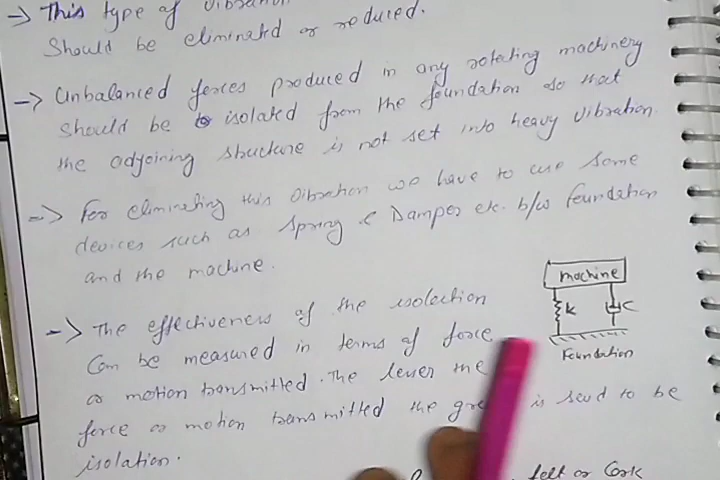 -> This type of vibration
should be eliminated or reduced.
-> Unbalanced forces produced in any rotating machinery
should be isolated from the foundation so that
the adjoining structure is not set into heavy vibration.
-> For eliminating this vibration we have to use some
devices such as spring & Damper etc. b/w foundation
and the machine.
machine
K
C
Foundation
-> The effectiveness of the isolation
can be measured in terms of force
or motion transmitted. The lesser the
force or motion transmitted the is said to be
isolation.
felt or Cork